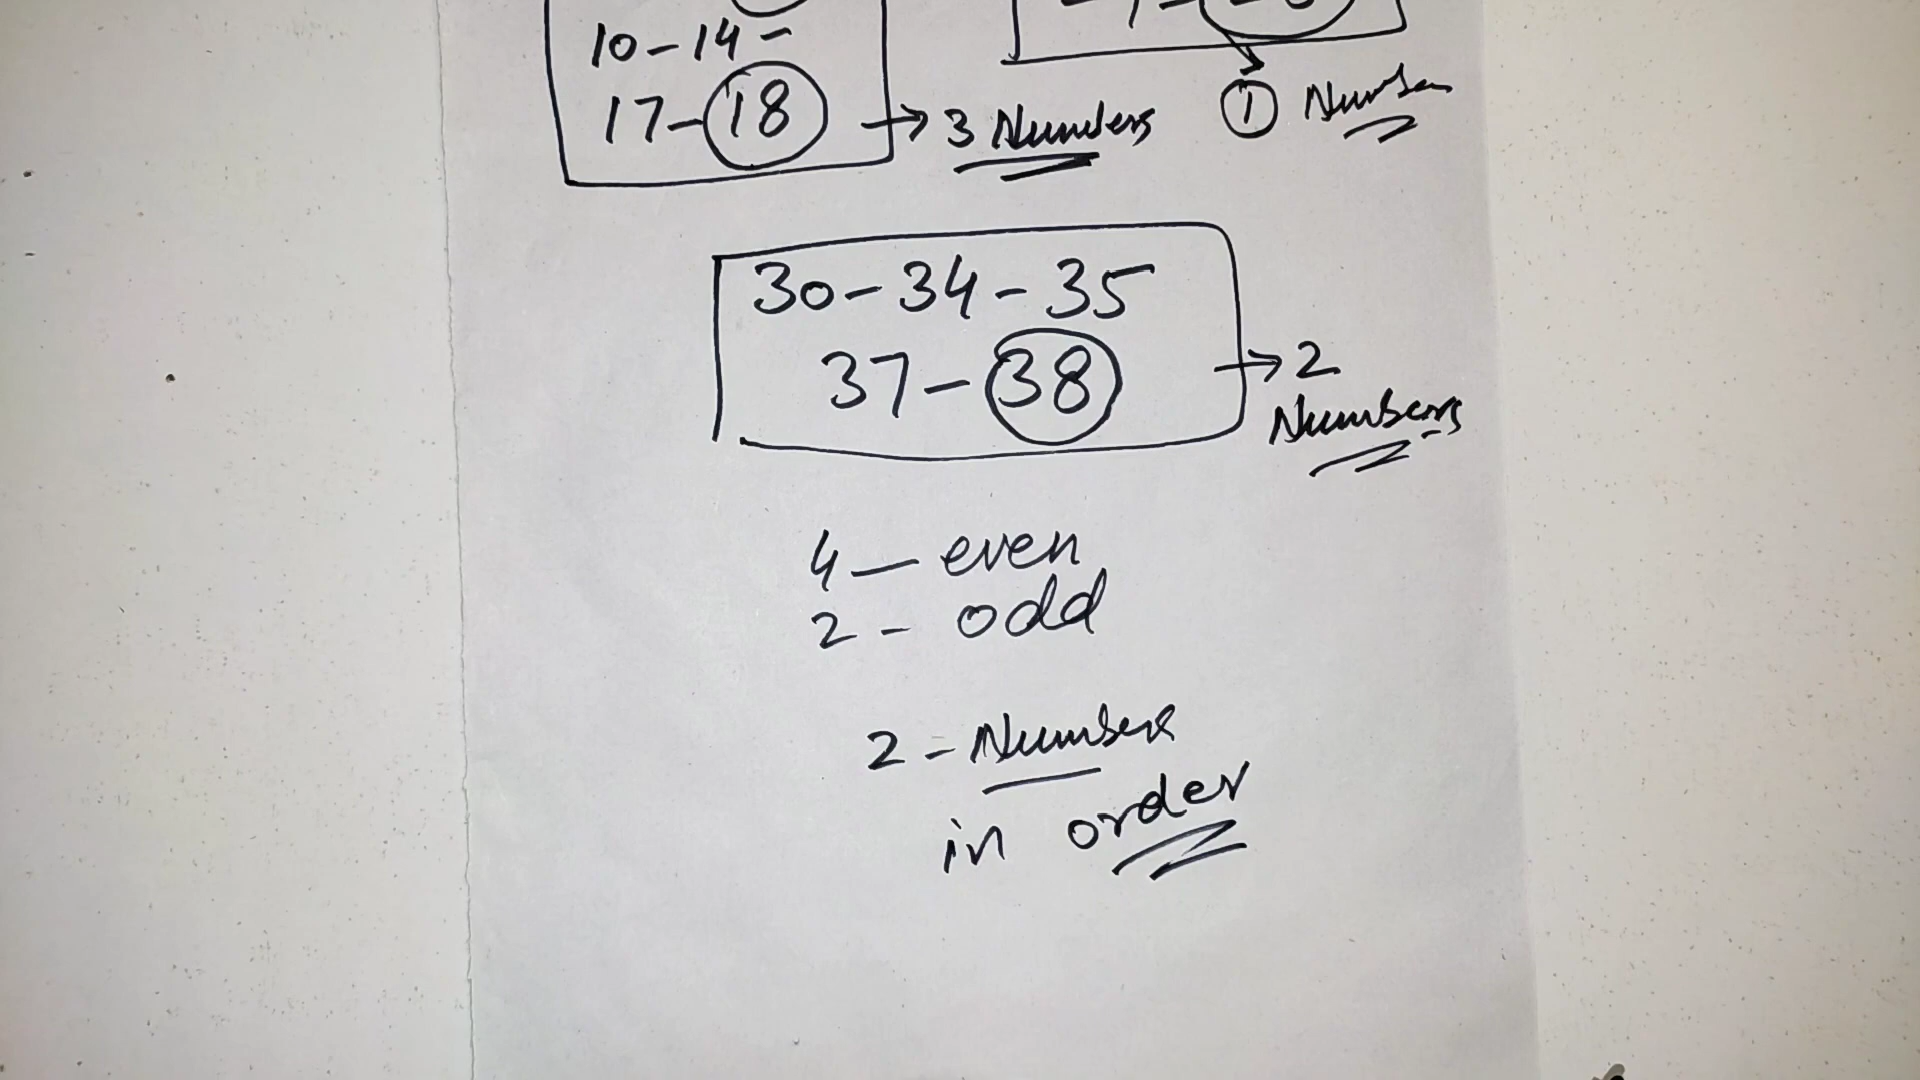 10-14-
17-18 → 3 Numbers
1 Number
30-34-35
37-38 → 2
Numbers
4 - even
2 - odd
2 - Numbers
in order